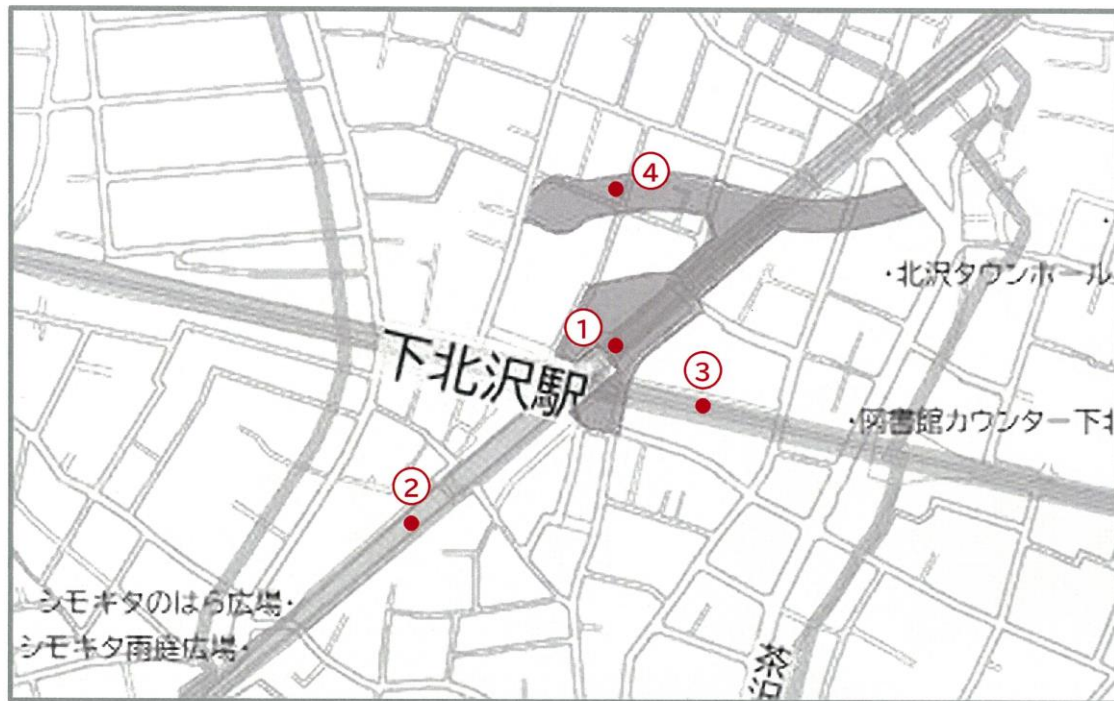 ④
・北沢タウンホール
①
下北沢駅
③
・図書館カウンター下北
②
シモキタのはら広場・
シモキタ雨庭広場・
茶沢